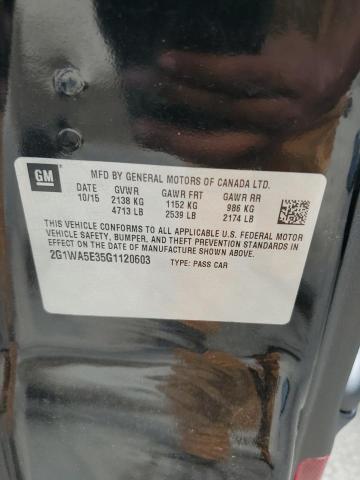 GM
MFD BY GENERAL MOTORS OF CANADA LTD.
DATE GVWR GAWR FRT GAWR RR
10/15 2138 KG 1152 KG 986 KG
4713 LB 2539 LB 2174 LB
THIS VEHICLE CONFORMS TO ALL APPLICABLE U.S. FEDERAL MOTOR
VEHICLE SAFETY, BUMPER, AND THEFT PREVENTION STANDARDS IN
EFFECT ON THE DATE OF MANUFACTURE SHOWN ABOVE.
2G1WA5E35G1120603 TYPE: PASS CAR